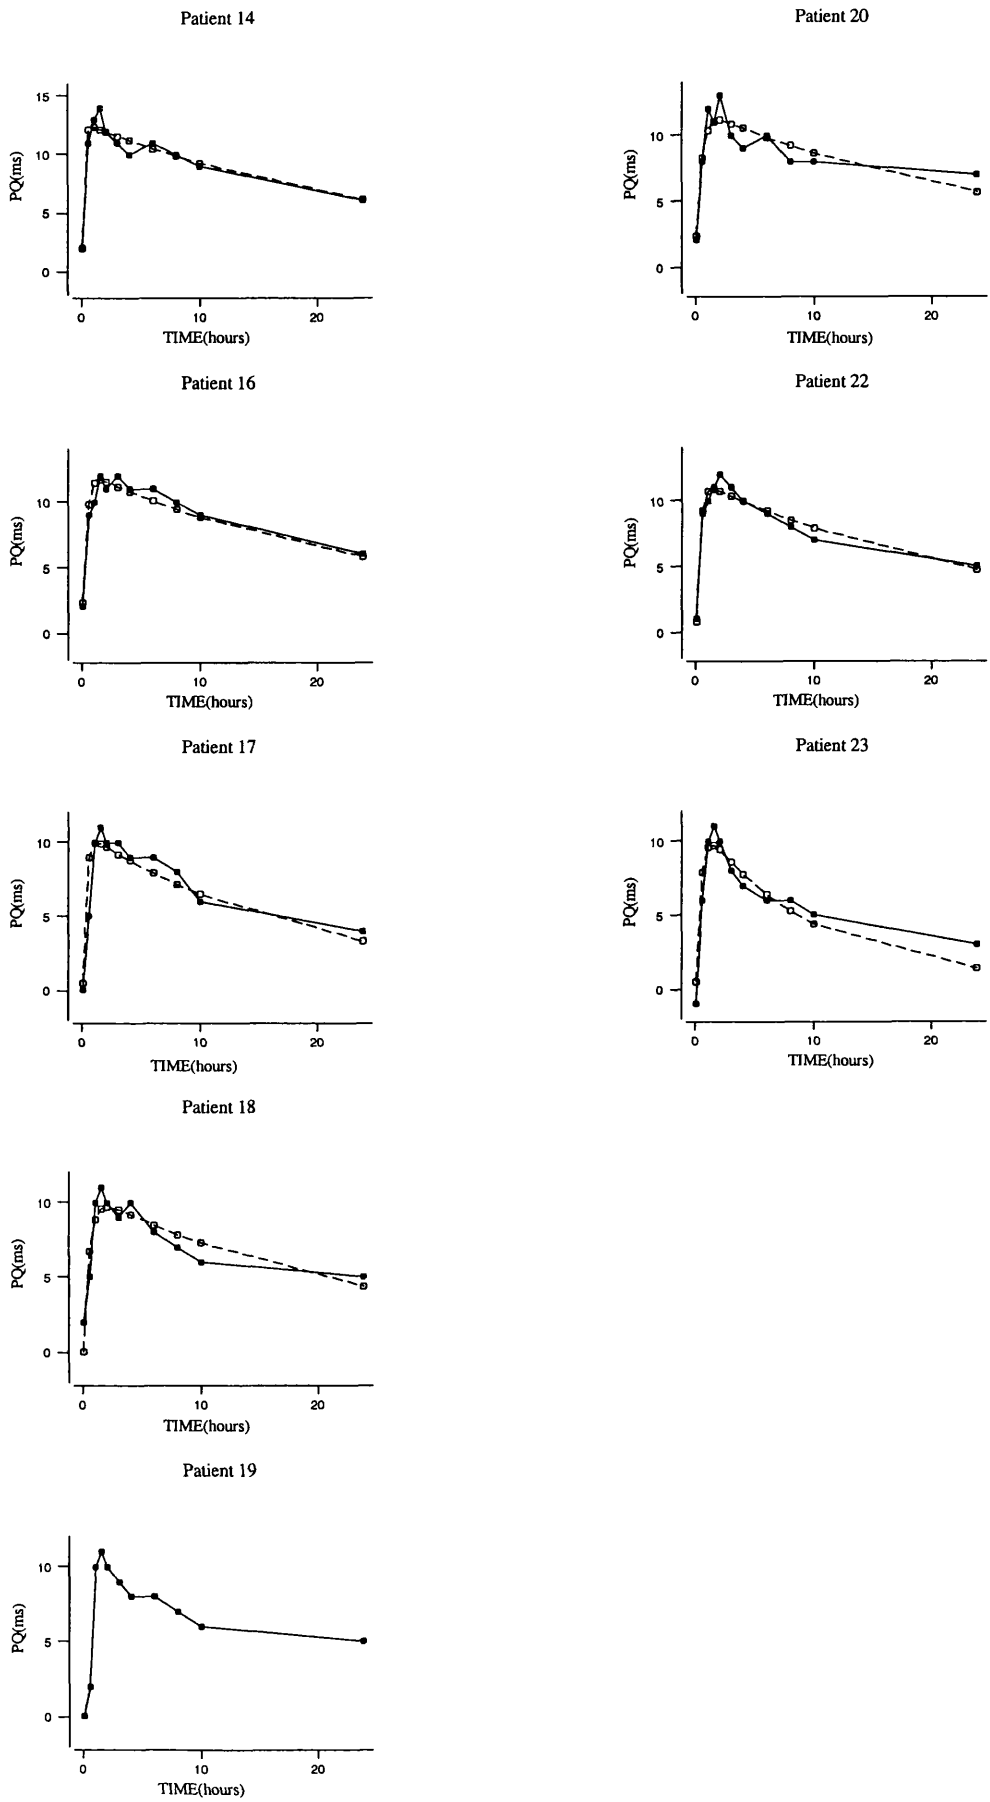 Patient 14
15
10
5
0
PQ(ms)
0 10 20
TIME(hours)
Patient 20
10
5
0
PQ(ms)
0 10 20
TIME(hours)
Patient 16
10
5
0
PQ(ms)
0 10 20
TIME(hours)
Patient 22
10
5
0
PQ(ms)
0 10 20
TIME(hours)
Patient 17
10
5
0
PQ(ms)
0 10 20
TIME(hours)
Patient 23
10
5
0
PQ(ms)
0 10 20
TIME(hours)
Patient 18
10
5
0
PQ(ms)
0 10 20
TIME(hours)
Patient 19
10
5
0
PQ(ms)
0 10 20
TIME(hours)